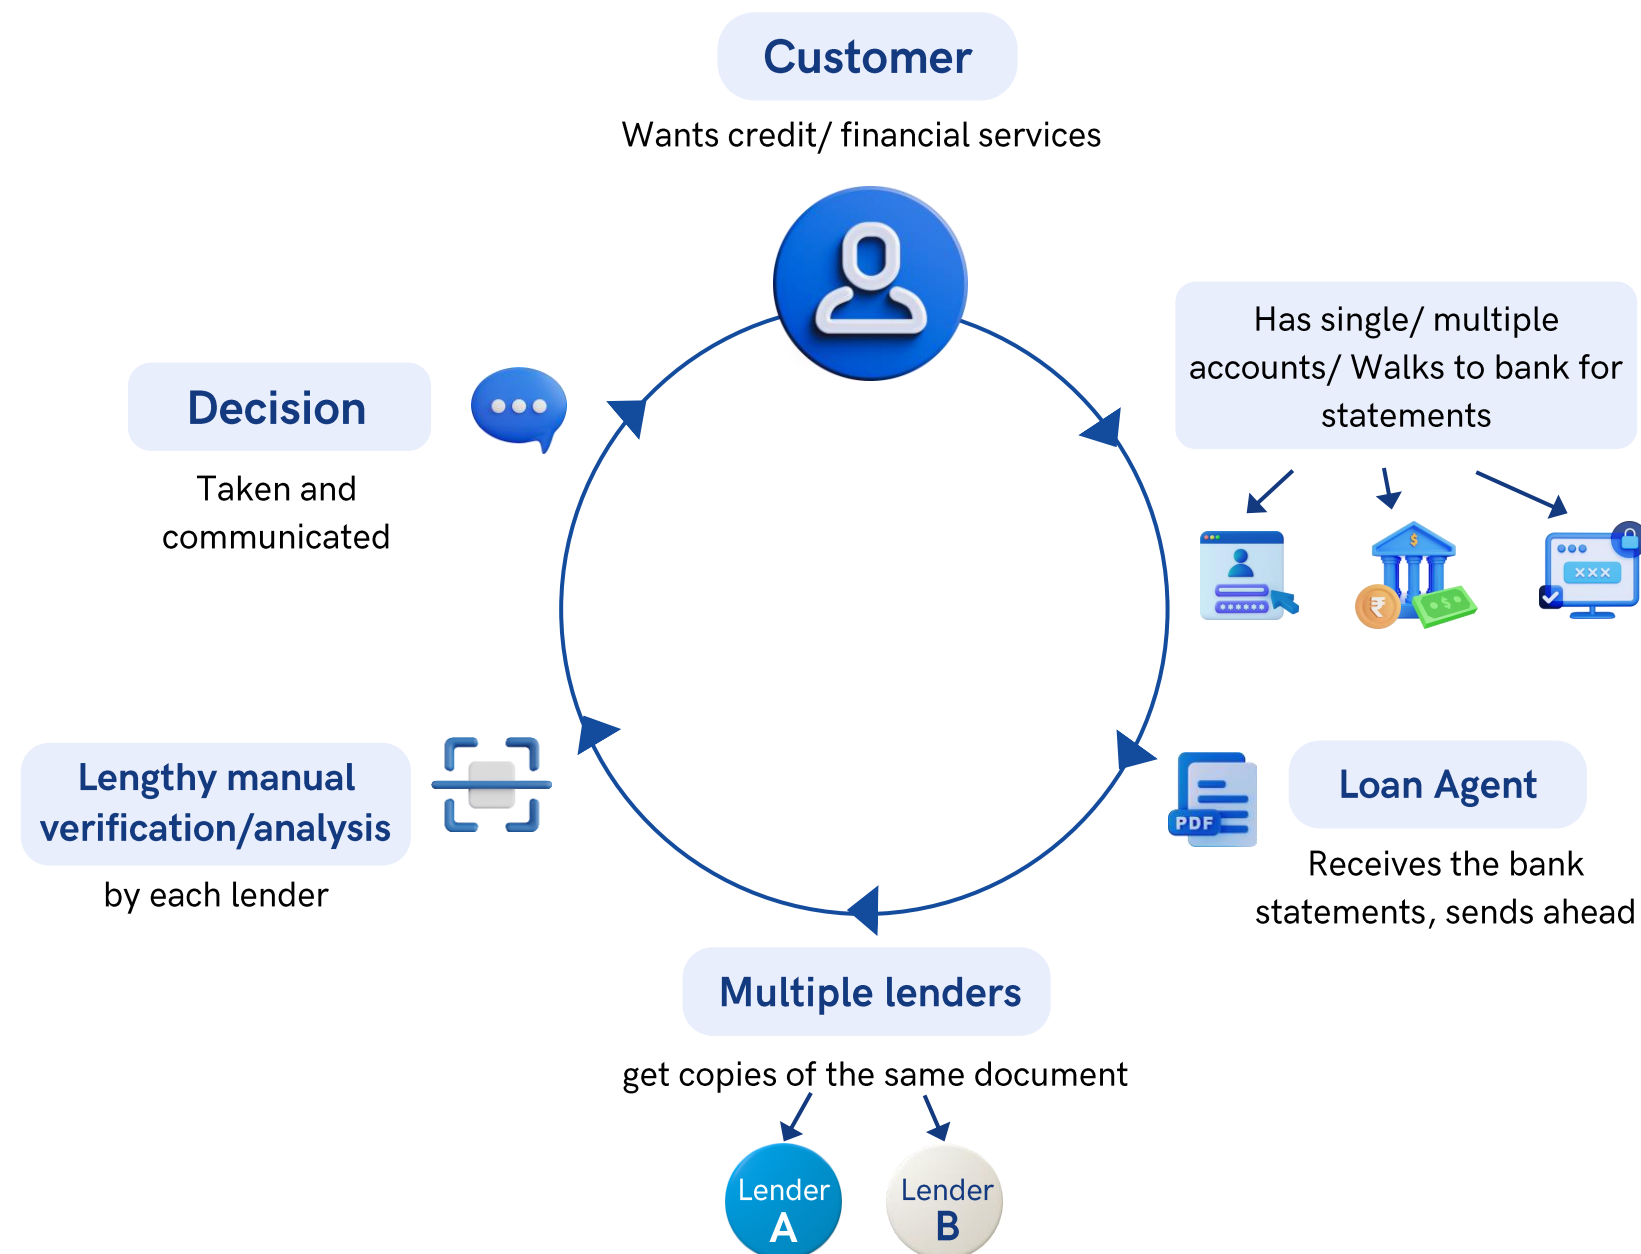 Customer
Wants credit/ financial services
Has single/ multiple
accounts/ Walks to bank for
statements
$
₹
$
×××
PDF
Loan Agent
Receives the bank
statements, sends ahead
Multiple lenders
get copies of the same document
Lender
A
Lender
B
Lengthy manual
verification/analysis
by each lender
Decision
Taken and
communicated